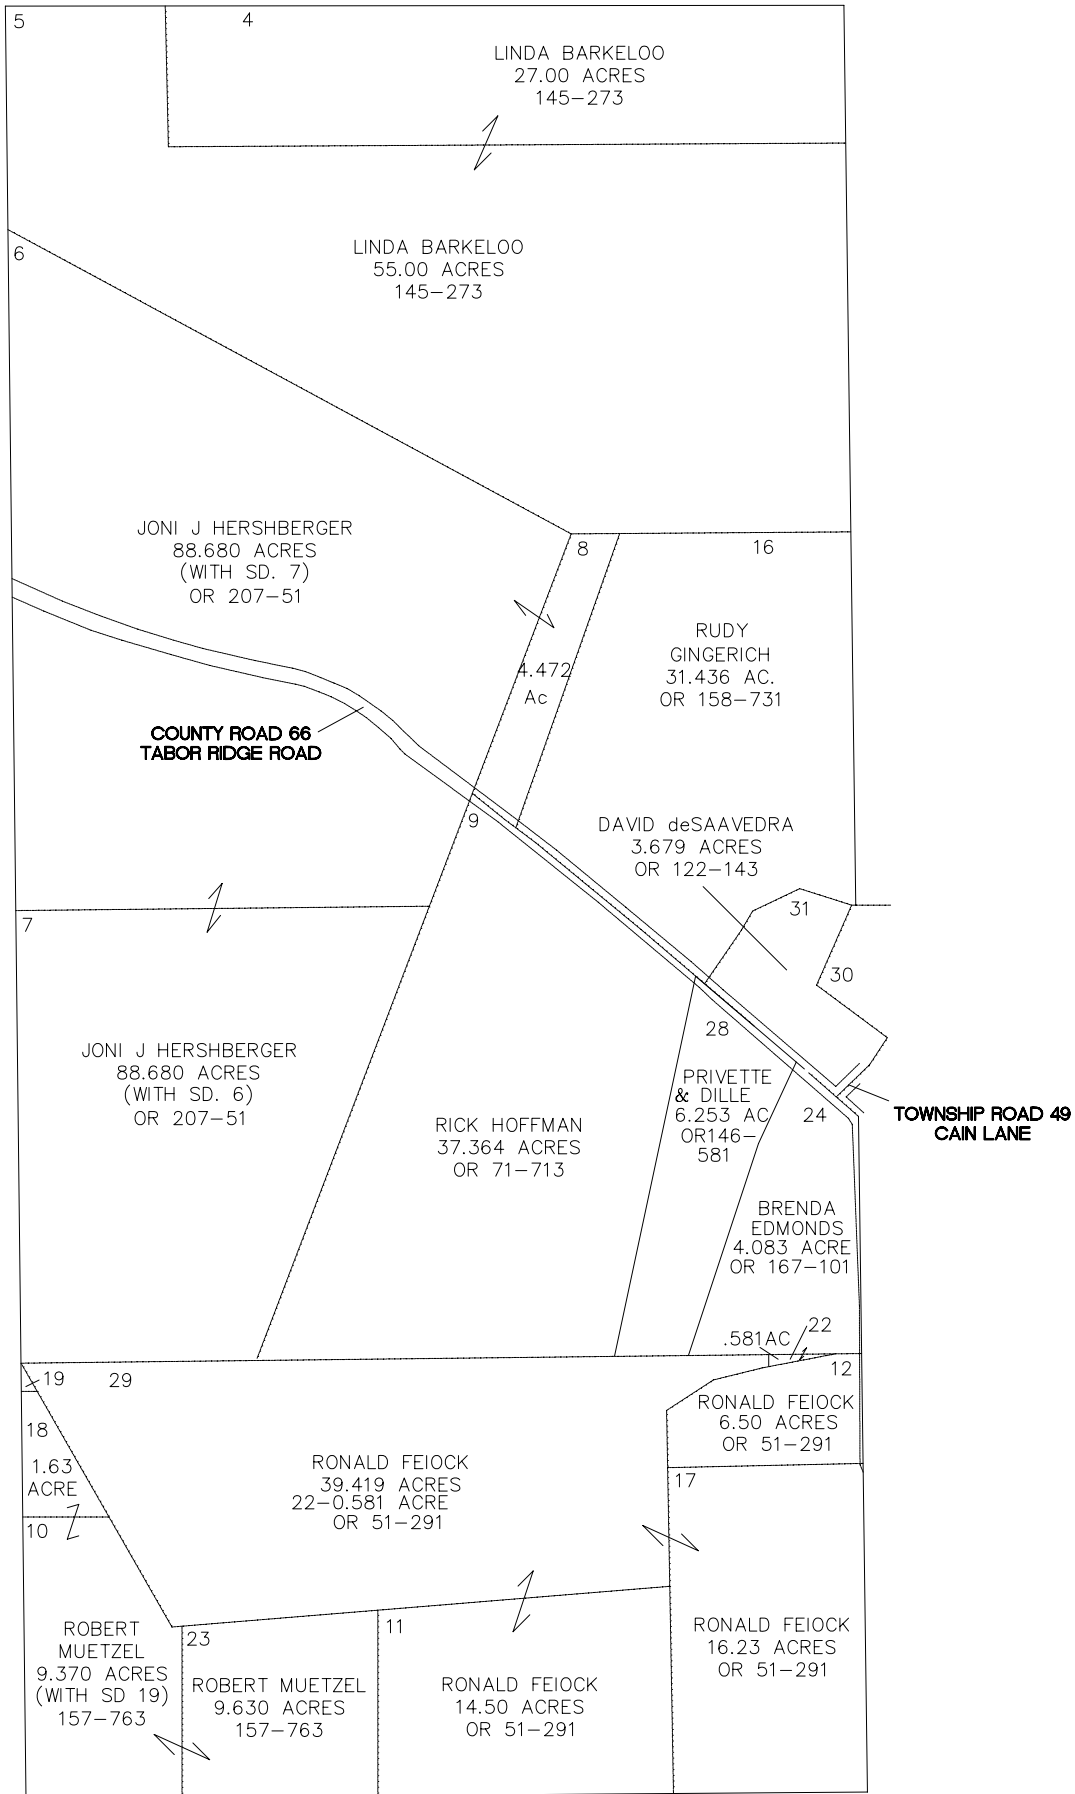 5
4
LINDA BARKELOO
27.00 ACRES
145-273
6
LINDA BARKELOO
55.00 ACRES
145-273
JONI J HERSHBERGER
88.680 ACRES
(WITH SD. 7)
OR 207-51
8
16
4.472
Ac
RUDY
GINGERICH
31.436 AC.
OR 158-731
COUNTY ROAD 66
TABOR RIDGE ROAD
9
DAVID deSAAVEDRA
3.679 ACRES
OR 122-143
31
30
7
28
JONI J HERSHBERGER
88.680 ACRES
(WITH SD. 6)
OR 207-51
RICK HOFFMAN
37.364 ACRES
OR 71-713
PRIVETTE
& DILLE
6.253 AC
OR146-
581
24
TOWNSHIP ROAD 49
CAIN LANE
BRENDA
EDMONDS
4.083 ACRE
OR 167-101
.581AC
22
12
19
29
RONALD FEIOCK
6.50 ACRES
OR 51-291
18
1.63
ACRE
RONALD FEIOCK
39.419 ACRES
22-0.581 ACRE
OR 51-291
17
10
ROBERT
MUETZEL
9.370 ACRES
(WITH SD 19)
157-763
23
ROBERT MUETZEL
9.630 ACRES
157-763
11
RONALD FEIOCK
14.50 ACRES
OR 51-291
RONALD FEIOCK
16.23 ACRES
OR 51-291